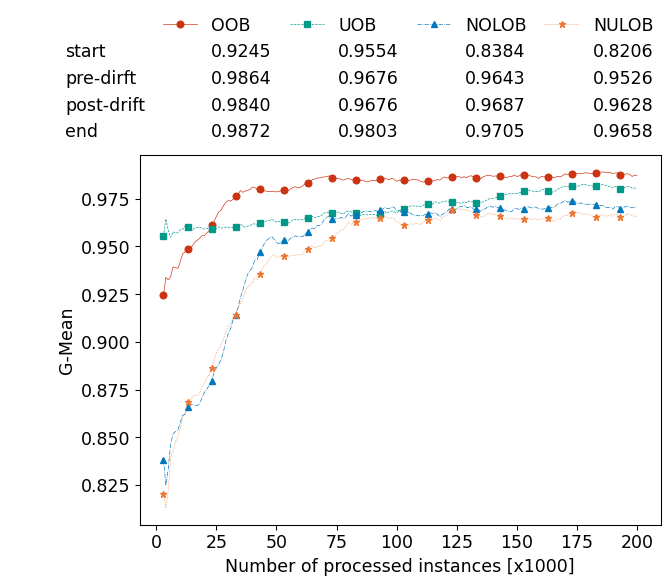 OOB UOB NOLOB NULOB
start 0.9245 0.9554 0.8384 0.8206
pre-dirft 0.9864 0.9676 0.9643 0.9526
post-drift 0.9840 0.9676 0.9687 0.9628
end 0.9872 0.9803 0.9705 0.9658
0.975
0.950
0.925
0.900
0.875
0.850
0.825
G-Mean
0 25 50 75 100 125 150 175 200
Number of processed instances [x1000]